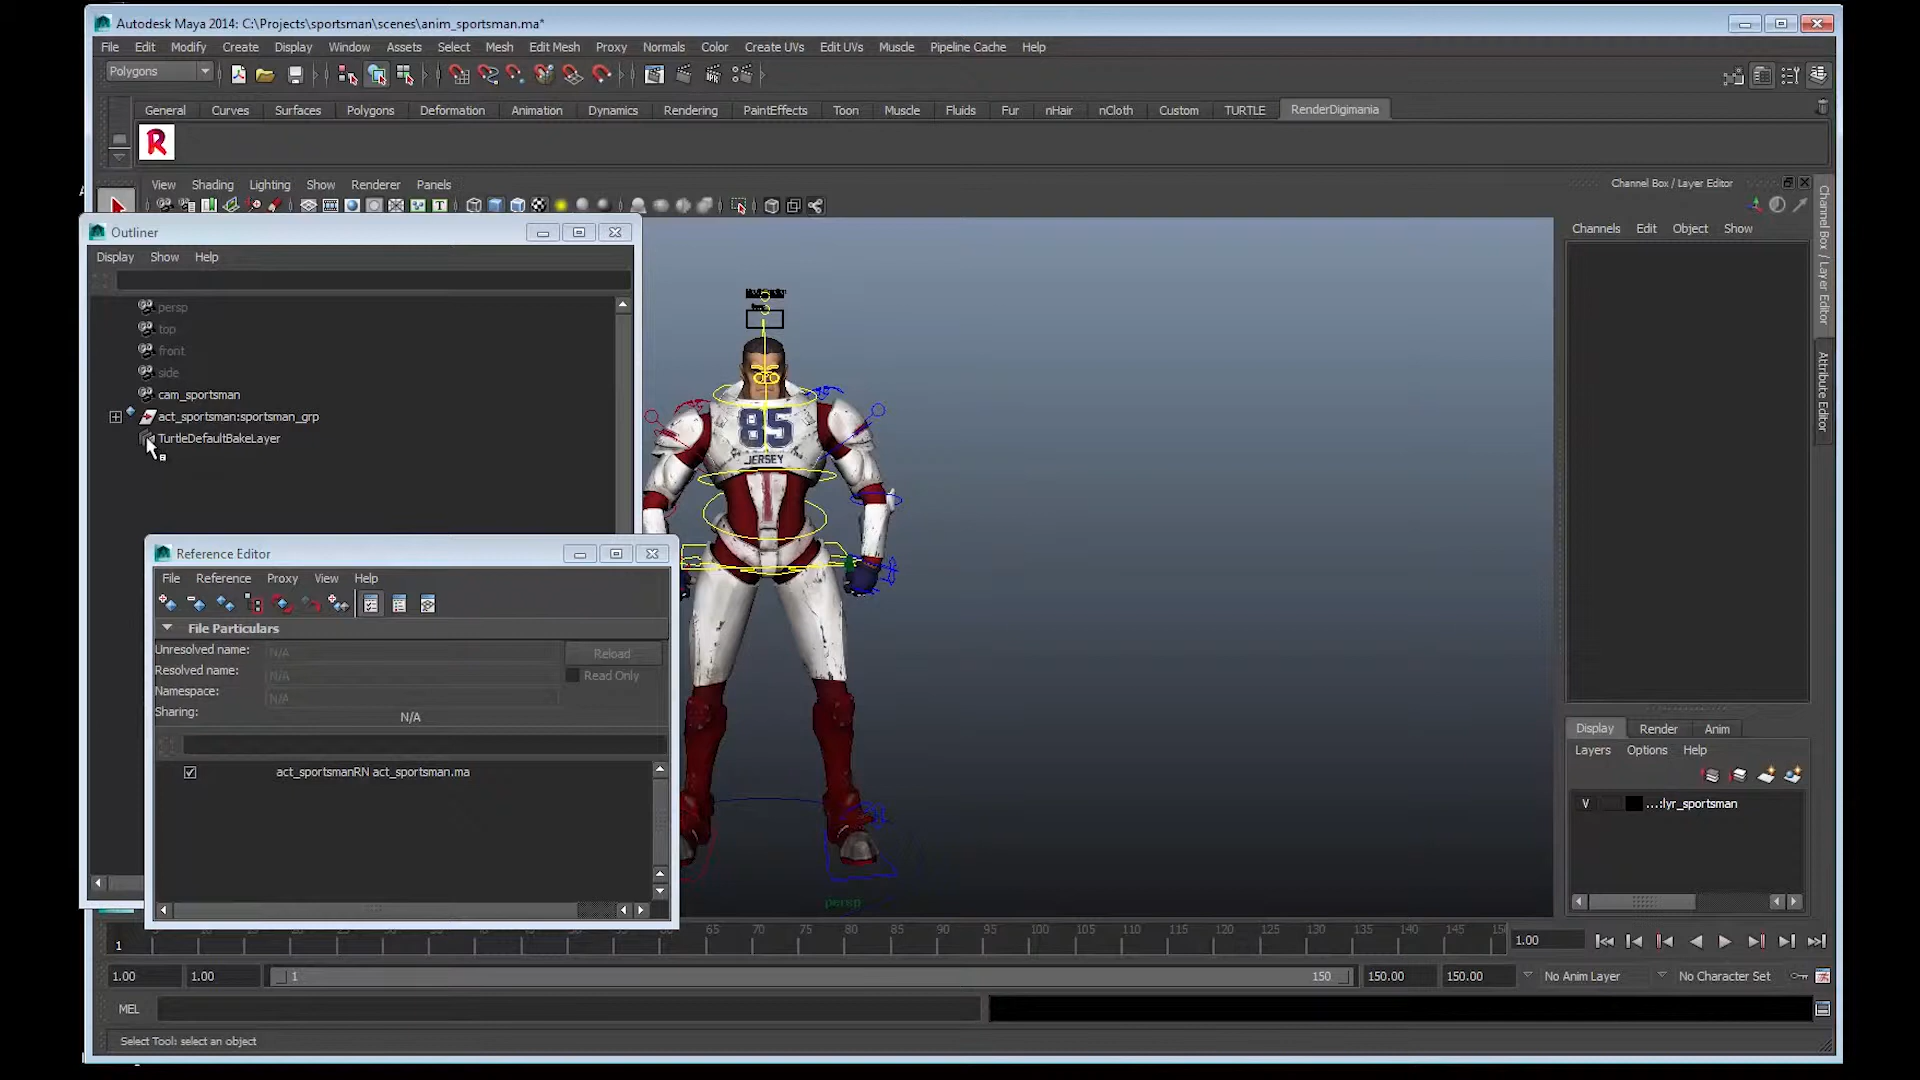 Autodesk Maya 2014: C:\Projects\sportsman\scenes\anim_sportsman.ma*
File Edit Modify Create Display Window Assets Select Mesh Edit Mesh Proxy Normals Color Create UVs Edit UVs Muscle Pipeline Cache Help
Polygons
General Curves Surfaces Polygons Deformation Animation Dynamics Rendering PaintEffects Toon Muscle Fluids Fur nHair nCloth Custom TURTLE RenderDigimania
R
View Shading Lighting Show Renderer Panels
Channel Box / Layer Editor
Channels Edit Object Show
Channel Box / Layer Editor
Attribute Editor
Outliner
Display Show Help
persp
top
front
side
cam_sportsman
act_sportsman:sportsman_grp
TurtleDefaultBakeLayer
85
JERSEY
persp
Reference Editor
File Reference Proxy View Help
File Particulars
Unresolved name: N/A Reload
Resolved name: N/A Read Only
Namespace: N/A
Sharing: N/A
act_sportsmanRN act_sportsman.ma
Display Render Anim
Layers Options Help
V ...:lyr_sportsman
1 65 70 75 80 85 90 95 100 105 110 115 120 125 130 135 140 145 1.00
1.00 1.00 1 150 150.00 150.00 No Anim Layer No Character Set
MEL
Select Tool: select an object